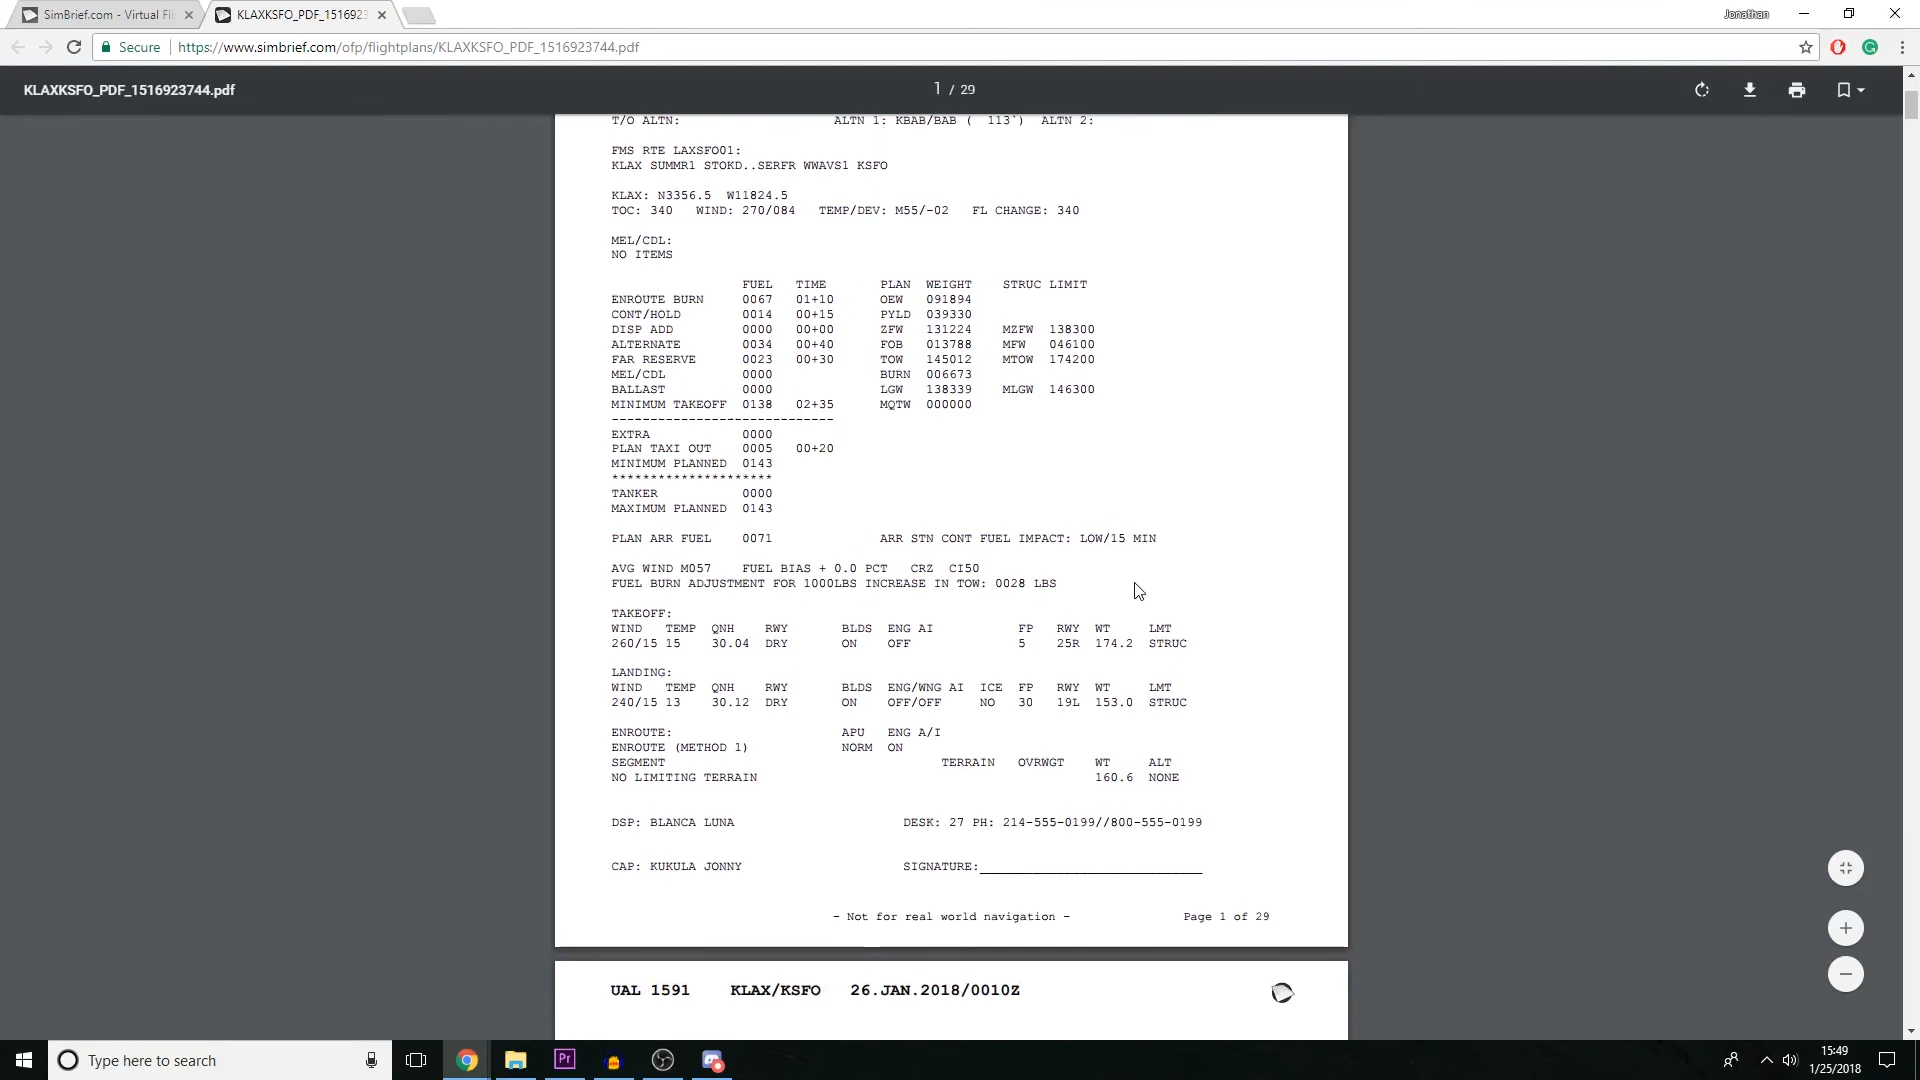 SimBrief.com - Virtual Fli
KLAXKSFO_PDF_1516923
Jonathan
Secure https://www.simbrief.com/ofp/flightplans/KLAXKSFO_PDF_1516923744.pdf
KLAXKSFO_PDF_1516923744.pdf 1 / 29
T/O ALTN: ALTN 1: KBAB/BAB ( 113˚) ALTN 2:
FMS RTE LAXSFO01:
KLAX SUMMR1 STOKD..SERFR WWAVS1 KSFO
KLAX: N3356.5 W11824.5
TOC: 340 WIND: 270/084 TEMP/DEV: M55/-02 FL CHANGE: 340
MEL/CDL:
NO ITEMS
FUEL TIME PLAN WEIGHT STRUC LIMIT
ENROUTE BURN 0067 01+10 OEW 091894
CONT/HOLD 0014 00+15 PYLD 039330
DISP ADD 0000 00+00 ZFW 131224 MZFW 138300
ALTERNATE 0034 00+40 FOB 013788 MFW 046100
FAR RESERVE 0023 00+30 TOW 145012 MTOW 174200
MEL/CDL 0000 BURN 006673
BALLAST 0000 LGW 138339 MLGW 146300
MINIMUM TAKEOFF 0138 02+35 MQTW 000000
-----------------------------
EXTRA 0000
PLAN TAXI OUT 0005 00+20
MINIMUM PLANNED 0143
*********************
TANKER 0000
MAXIMUM PLANNED 0143
PLAN ARR FUEL 0071 ARR STN CONT FUEL IMPACT: LOW/15 MIN
AVG WIND M057 FUEL BIAS + 0.0 PCT CRZ CI50
FUEL BURN ADJUSTMENT FOR 1000LBS INCREASE IN TOW: 0028 LBS
TAKEOFF:
WIND TEMP QNH RWY BLDS ENG AI FP RWY WT LMT
260/15 15 30.04 DRY ON OFF 5 25R 174.2 STRUC
LANDING:
WIND TEMP QNH RWY BLDS ENG/WNG AI ICE FP RWY WT LMT
240/15 13 30.12 DRY ON OFF/OFF NO 30 19L 153.0 STRUC
ENROUTE: APU ENG A/I
ENROUTE (METHOD 1) NORM ON
SEGMENT TERRAIN OVRWGT WT ALT
NO LIMITING TERRAIN 160.6 NONE
DSP: BLANCA LUNA DESK: 27 PH: 214-555-0199//800-555-0199
CAP: KUKULA JONNY SIGNATURE:_____________________________
- Not for real world navigation - Page 1 of 29
UAL 1591 KLAX/KSFO 26.JAN.2018/0010Z
Type here to search
Pr
15:49
1/25/2018